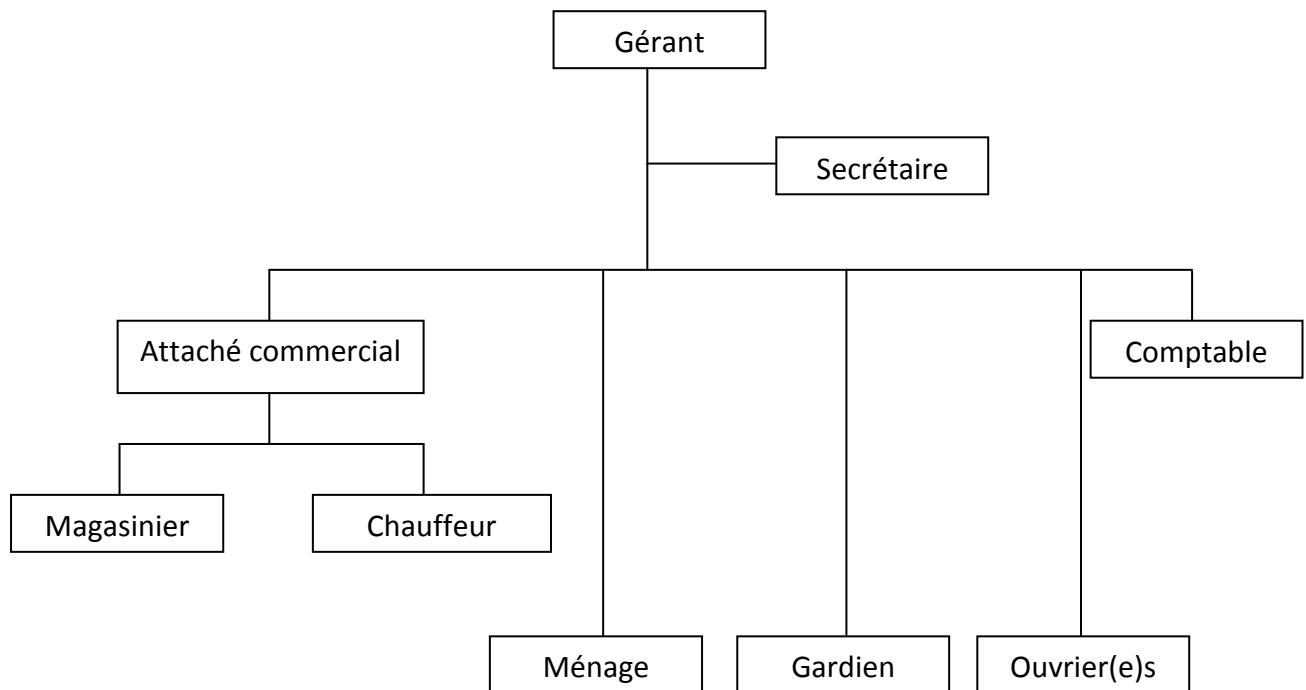 Gérant
Secrétaire
Attaché commercial
Comptable
Magasinier
Chauffeur
Ménage
Gardien
Ouvrier(e)s